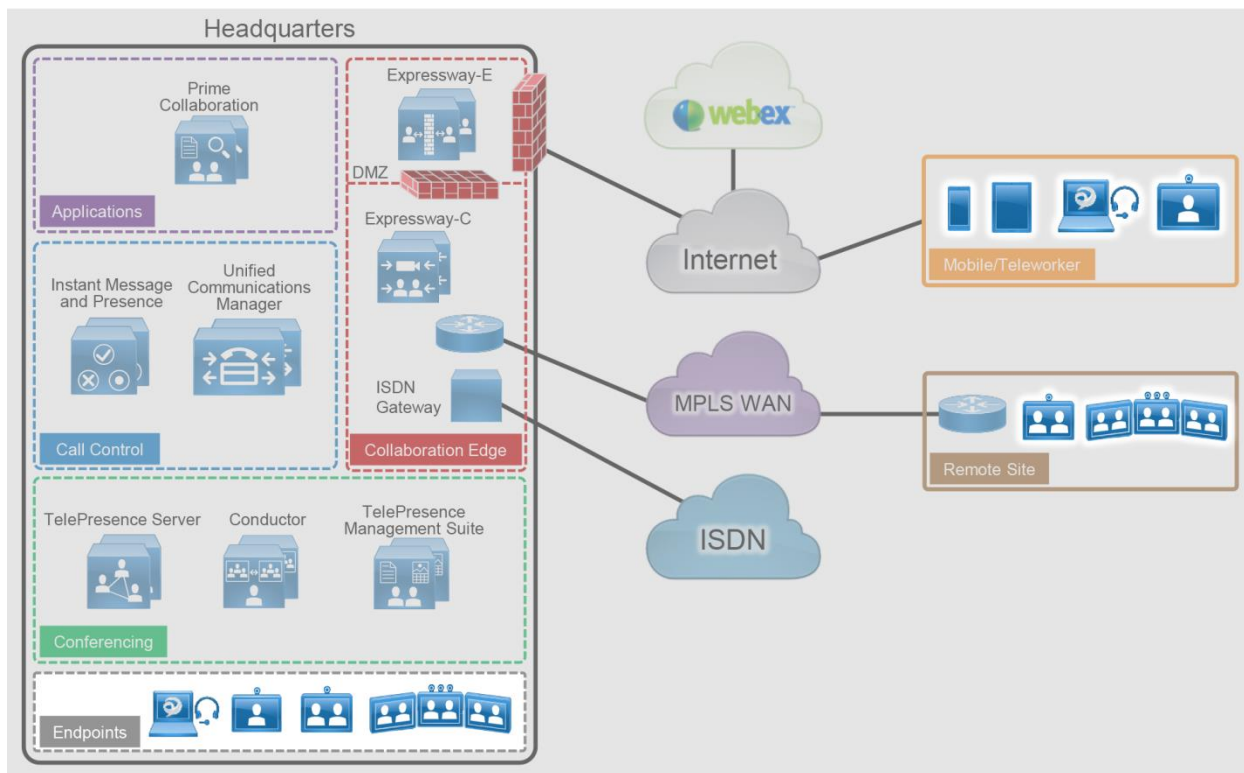 Headquarters
Prime
Collaboration
Applications
Expressway-E
DMZ
Expressway-C
ISDN
Gateway
Collaboration Edge
Instant Message
and Presence
Unified
Communications
Manager
Call Control
TelePresence Server
Conductor
TelePresence
Management Suite
Conferencing
Endpoints
webex
Internet
MPLS WAN
ISDN
Mobile/Teleworker
Remote Site